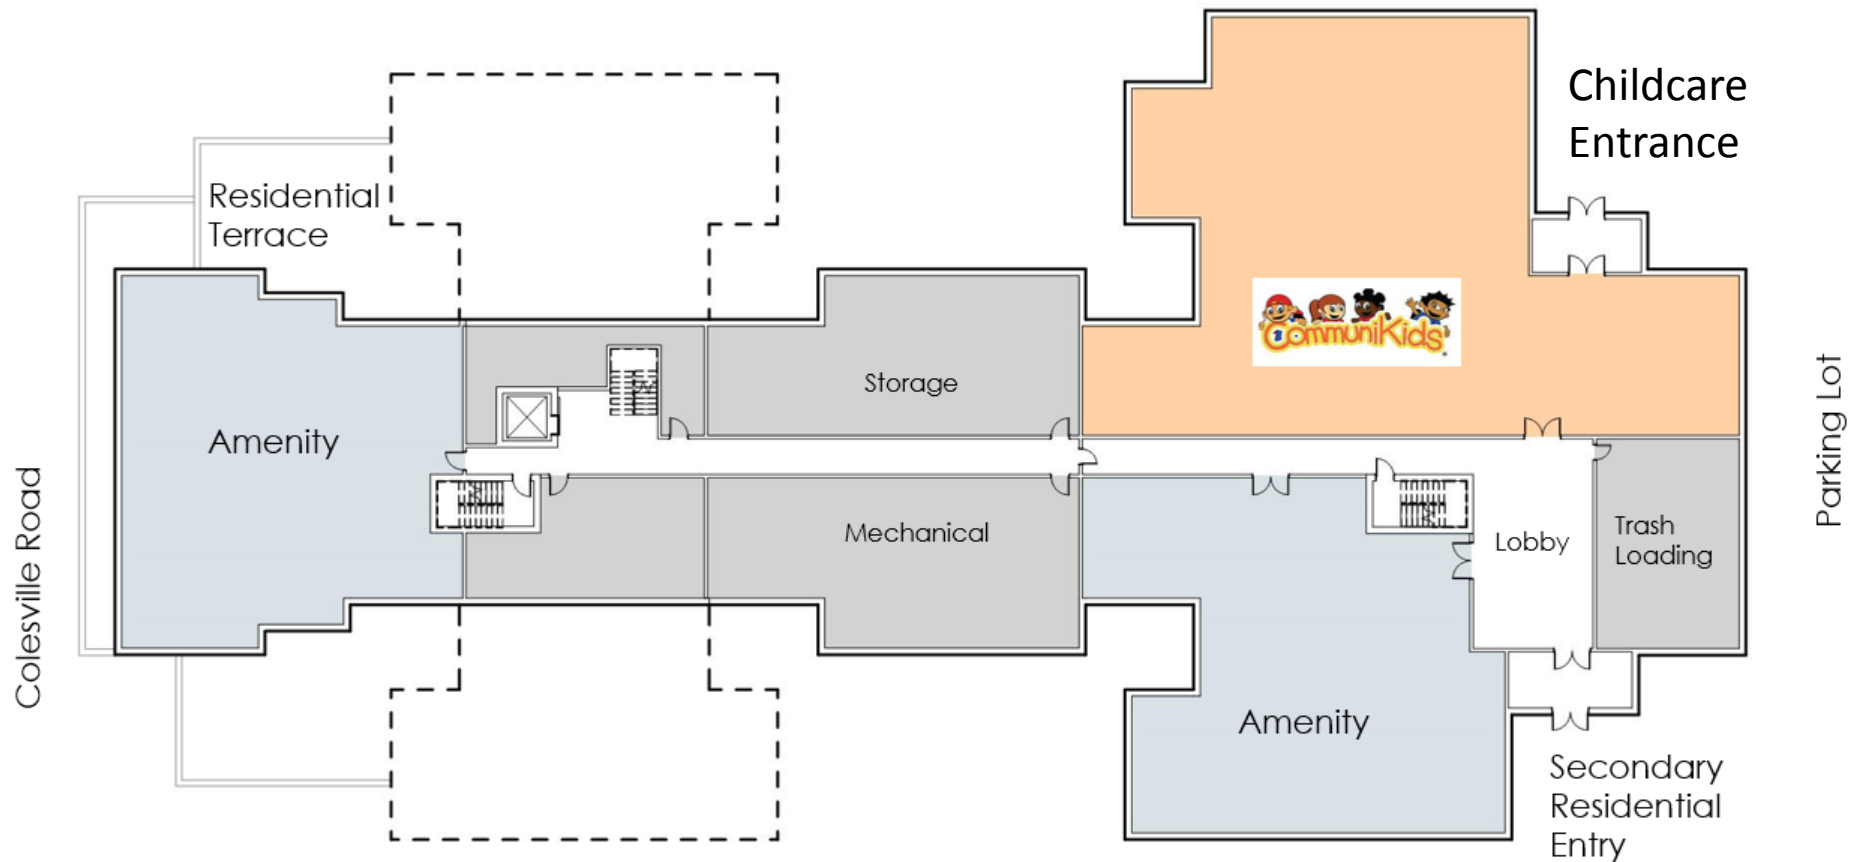 Childcare
Entrance
Residential
Terrace
CommuniKids
Storage
Amenity
Parking Lot
Colesville Road
Mechanical
Lobby
Trash
Loading
Amenity
Secondary
Residential
Entry